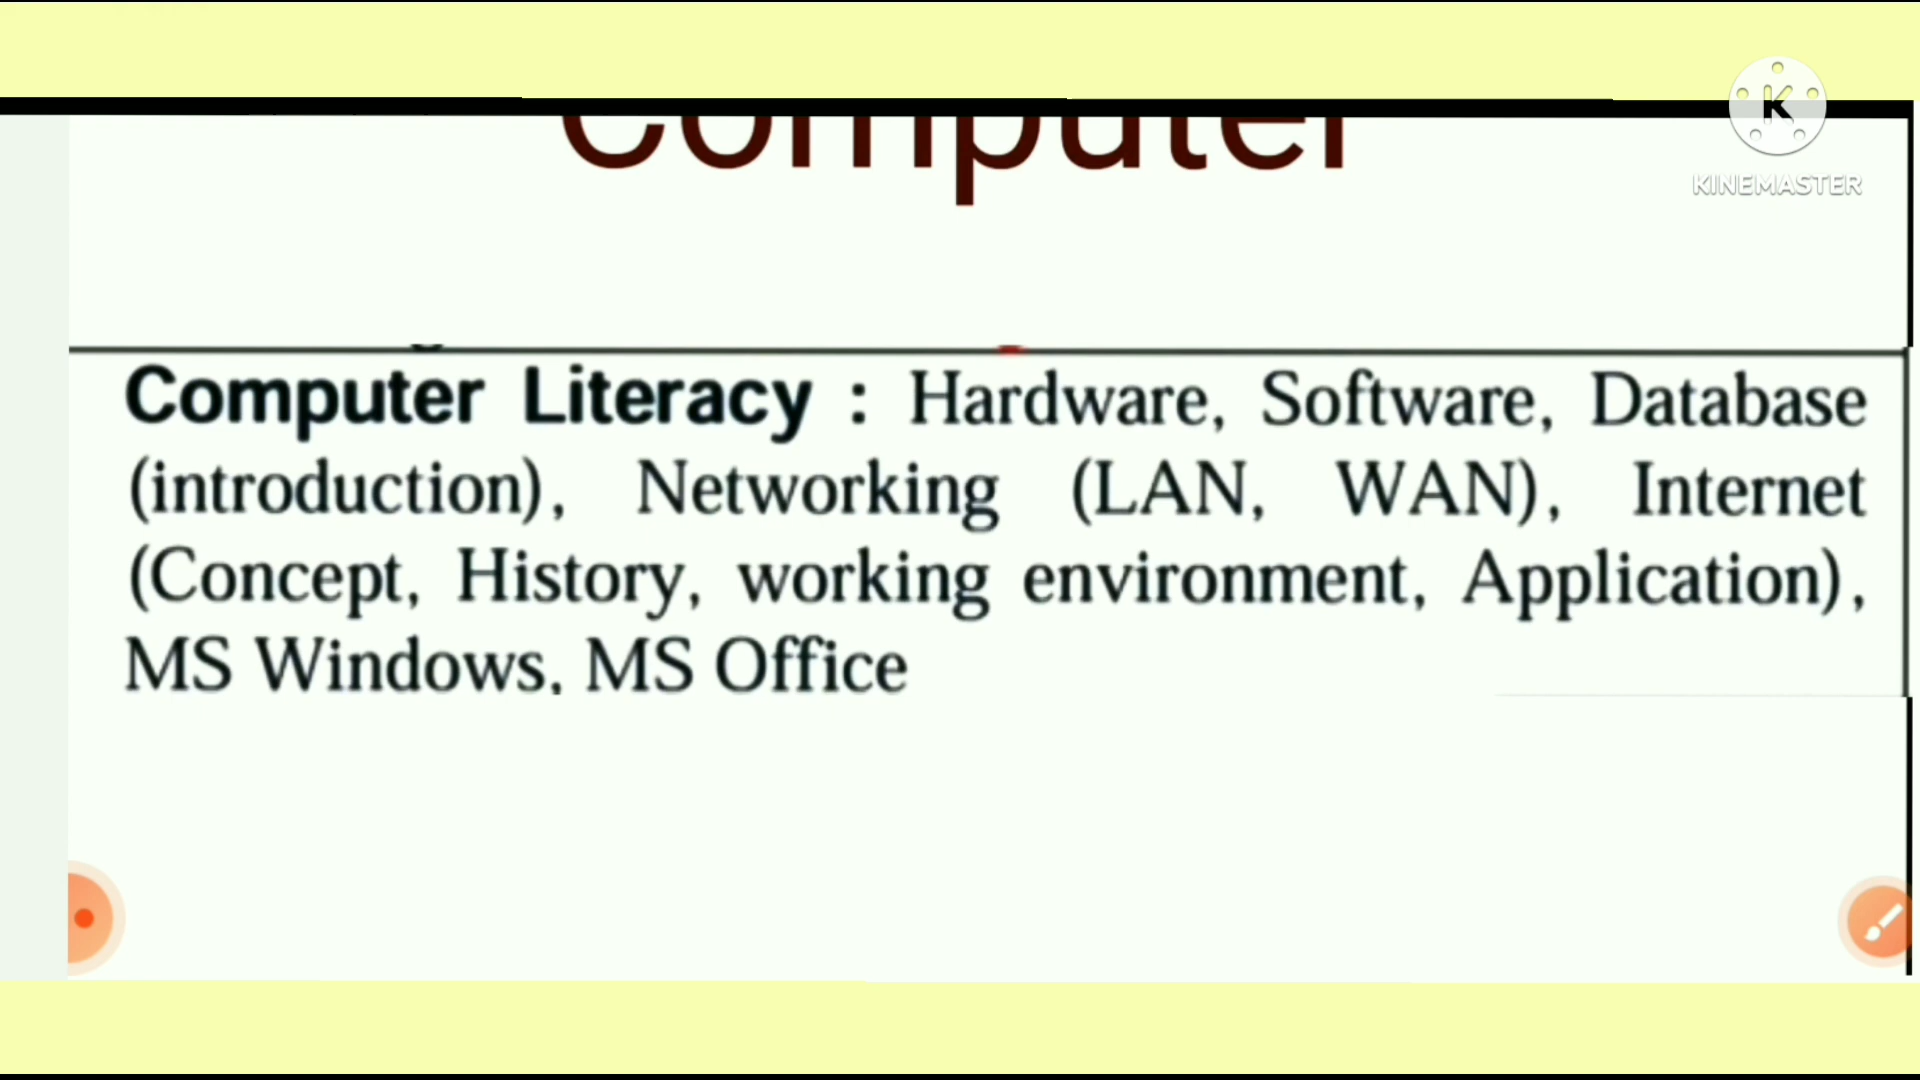 Computer
K
KINEMASTER
Computer Literacy : Hardware, Software, Database
(introduction), Networking (LAN, WAN), Internet
(Concept, History, working environment, Application),
MS Windows, MS Office